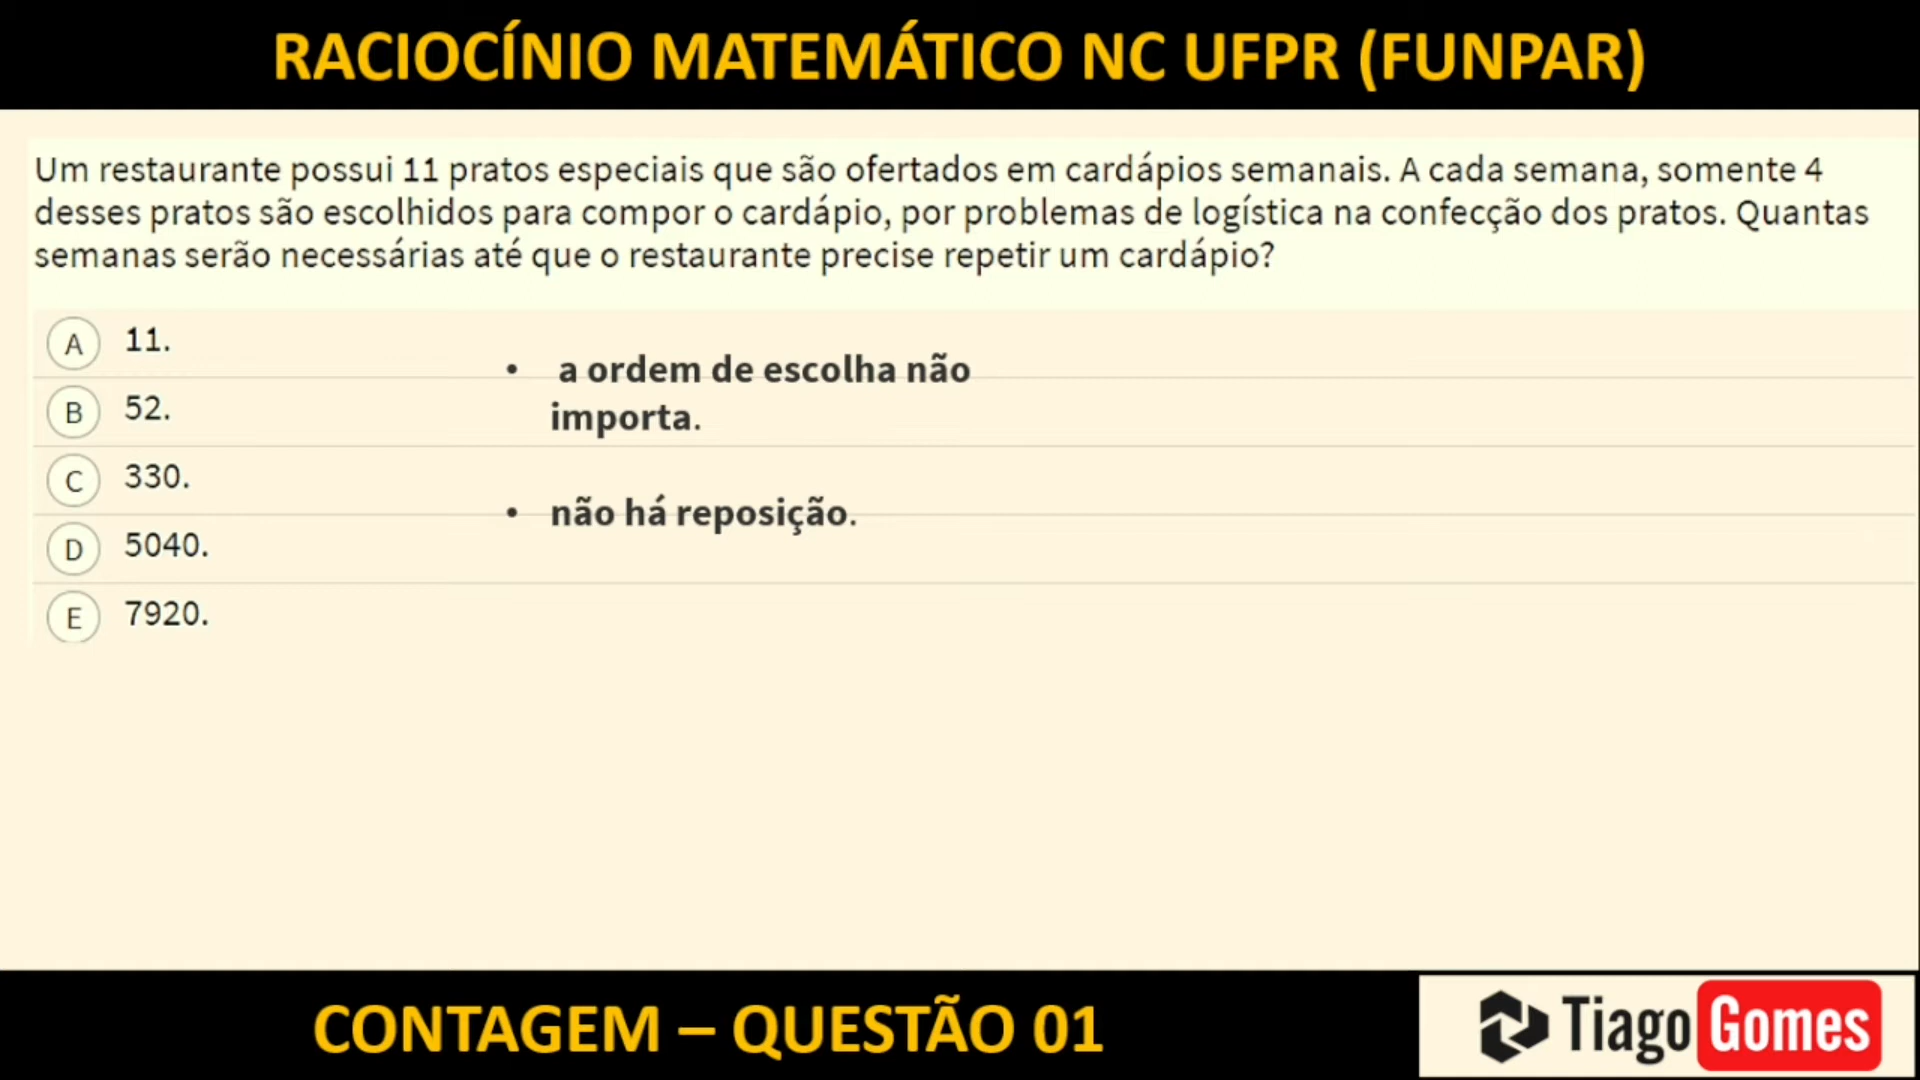 RACIOCÍNIO MATEMÁTICO NC UFPR (FUNPAR)
Um restaurante possui 11 pratos especiais que são ofertados em cardápios semanais. A cada semana, somente 4
desses pratos são escolhidos para compor o cardápio, por problemas de logística na confecção dos pratos. Quantas
semanas serão necessárias até que o restaurante precise repetir um cardápio?
A 11.
B 52.
C 330.
D 5040.
E 7920.
• a ordem de escolha não
importa.
• não há reposição.
CONTAGEM – QUESTÃO 01
Tiago Gomes